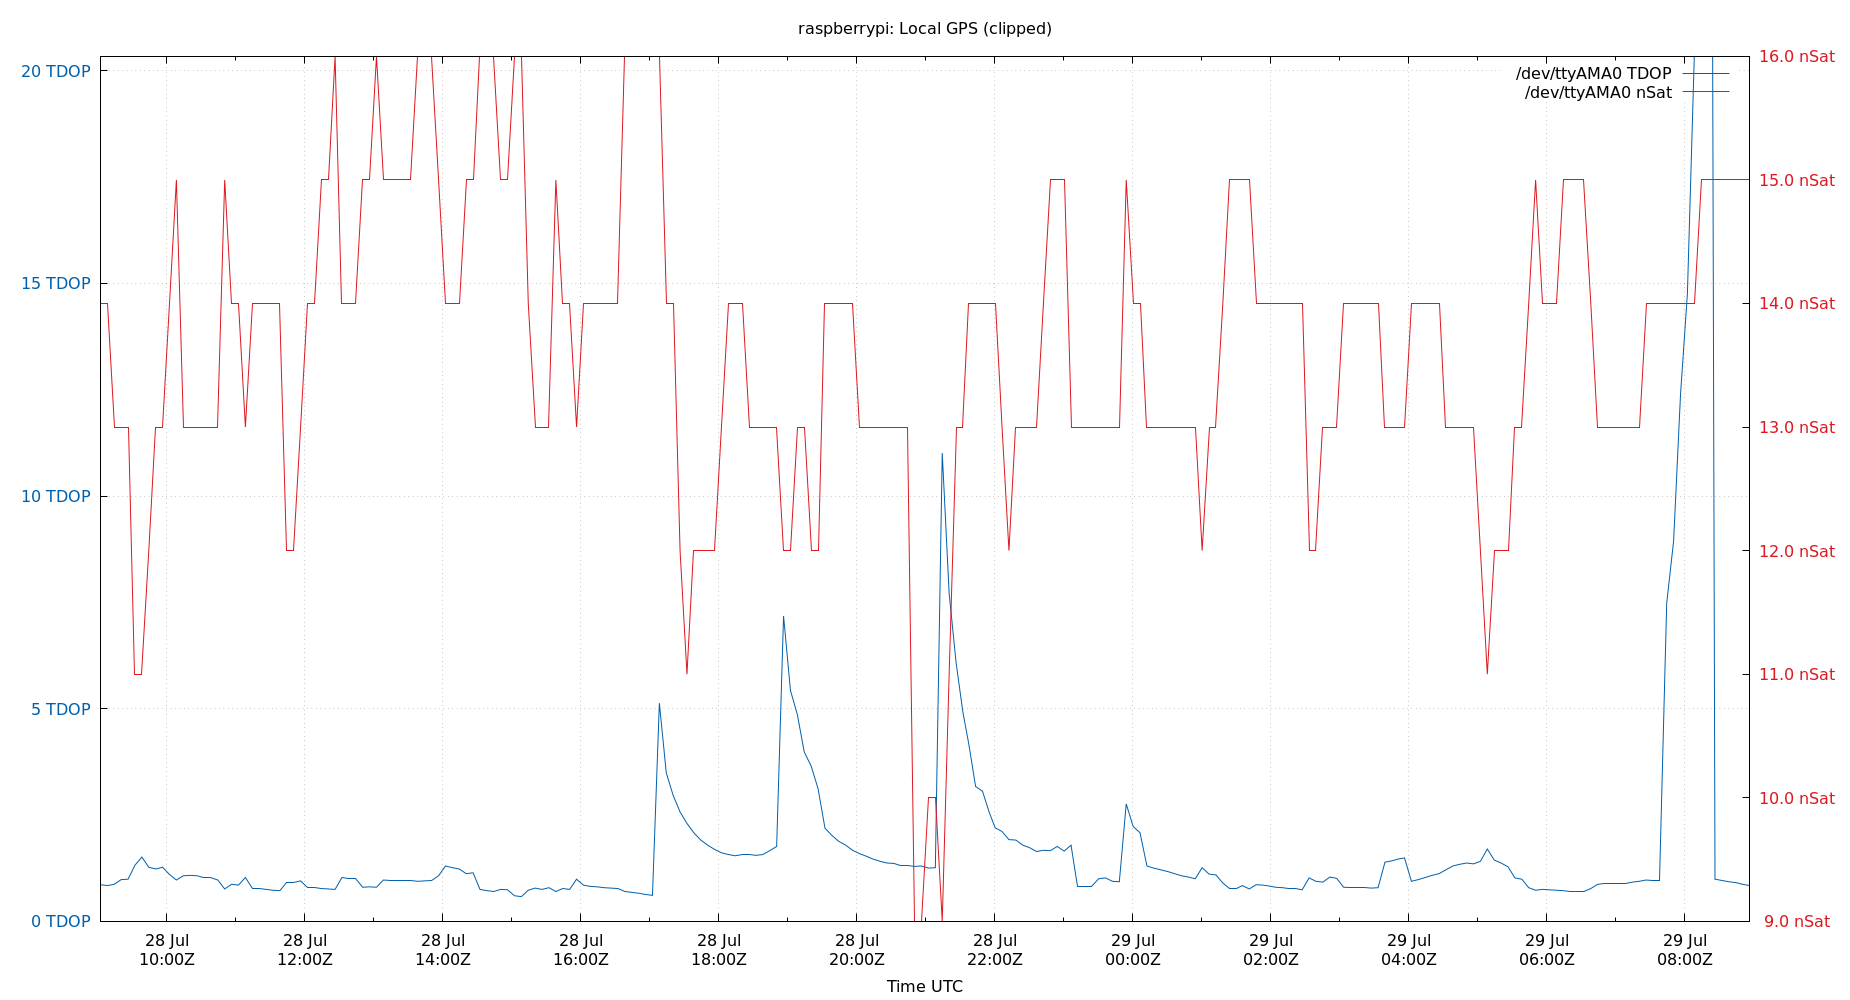 raspberrypi: Local GPS (clipped)
20 TDOP
15 TDOP
10 TDOP
5 TDOP
0 TDOP
/dev/ttyAMA0 TDOP
/dev/ttyAMA0 nSat
16.0 nSat
15.0 nSat
14.0 nSat
13.0 nSat
12.0 nSat
11.0 nSat
10.0 nSat
9.0 nSat
28 Jul 28 Jul 28 Jul 28 Jul 28 Jul 28 Jul 28 Jul 29 Jul 29 Jul 29 Jul 29 Jul 29 Jul
10:00Z 12:00Z 14:00Z 16:00Z 18:00Z 20:00Z 22:00Z 00:00Z 02:00Z 04:00Z 06:00Z 08:00Z
Time UTC